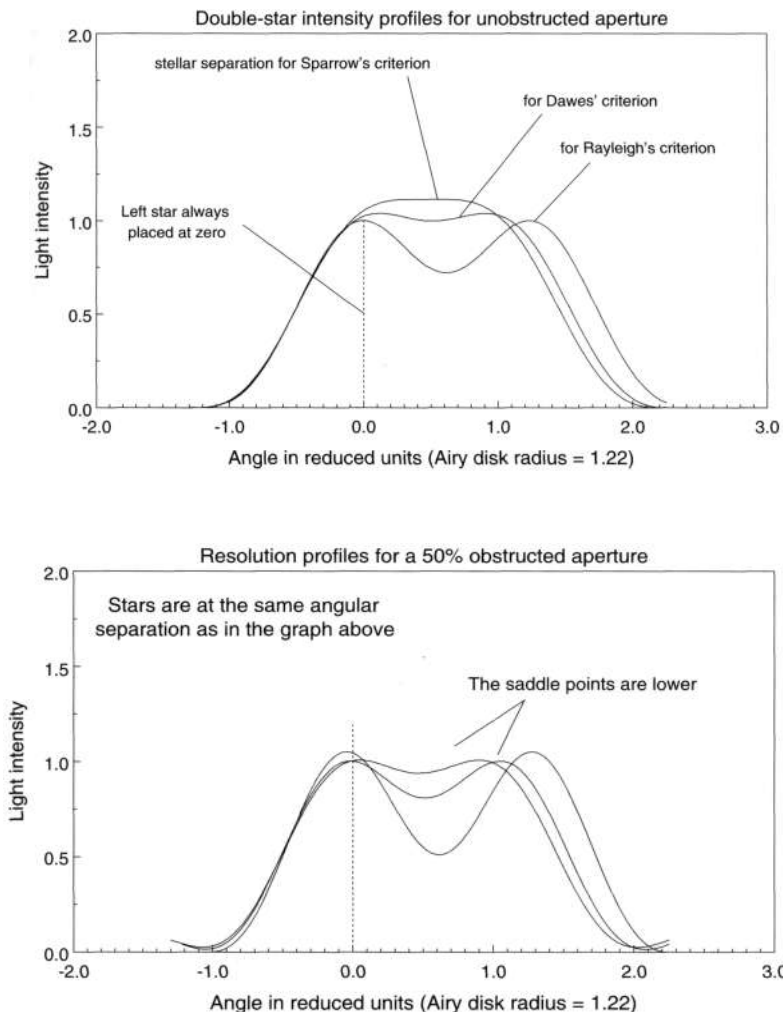 Double-star intensity profiles for unobstructed aperture
2.0
1.5
1.0
0.5
0.0
Light intensity
stellar separation for Sparrow's criterion
for Dawes' criterion
for Rayleigh's criterion
Left star always
placed at zero
-2.0
-1.0
0.0
1.0
2.0
3.0
Angle in reduced units (Airy disk radius = 1.22)
Resolution profiles for a 50% obstructed aperture
2.0
1.5
1.0
0.5
0.0
Light intensity
Stars are at the same angular
separation as in the graph above
The saddle points are lower
-2.0
-1.0
0.0
1.0
2.0
3.0
Angle in reduced units (Airy disk radius = 1.22)